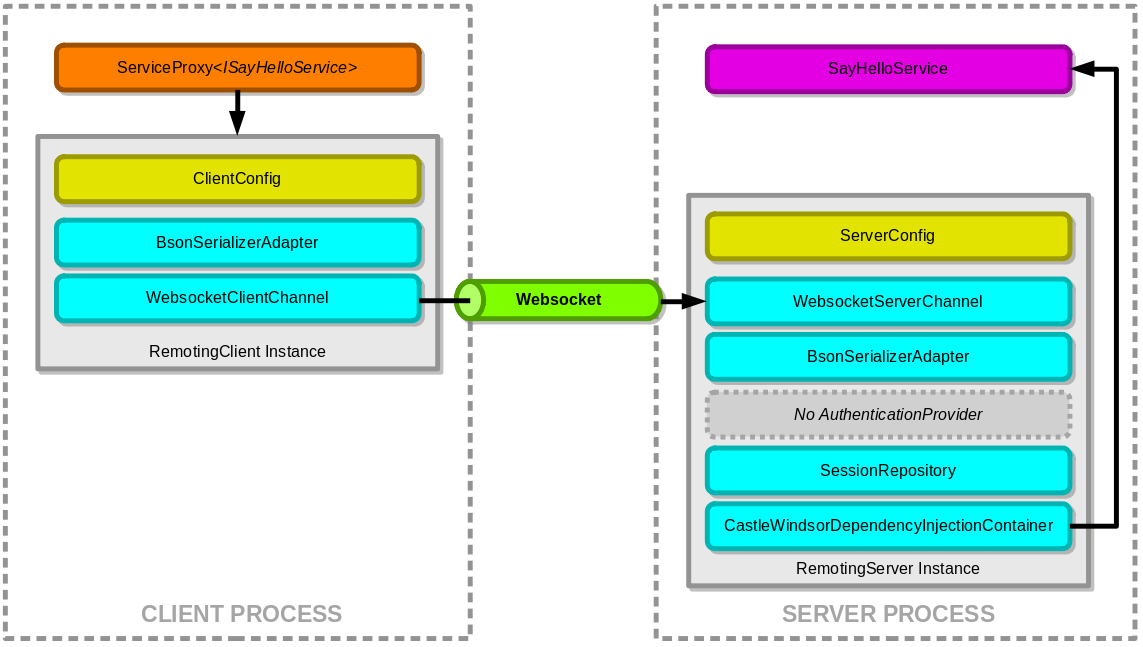 ServiceProxy<ISayHelloService>
ClientConfig
BsonSerializerAdapter
WebsocketClientChannel
RemotingClient Instance
CLIENT PROCESS
Websocket
SayHelloService
ServerConfig
WebsocketServerChannel
BsonSerializerAdapter
No AuthenticationProvider
SessionRepository
CastleWindsorDependencyInjectionContainer
RemotingServer Instance
SERVER PROCESS